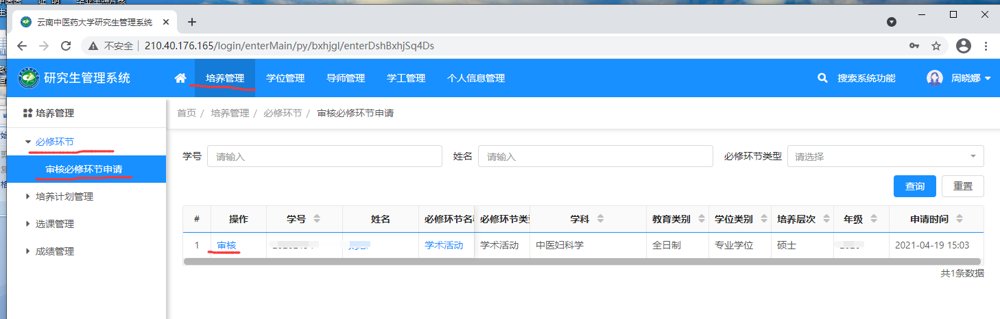 云南中医药大学研究生管理系统
不安全 210.40.176.165/login/enterMain/py/bxhjgl/enterDshBxhjSq4Ds
研究生管理系统 培养管理 学位管理 导师管理 学工管理 个人信息管理 搜索系统功能 周晓娜
培养管理
必修环节
审核必修环节申请
培养计划管理
选课管理
成绩管理
首页 / 培养管理 / 必修环节 / 审核必修环节申请
学号 请输入 姓名 请输入 必修环节类型 请选择
查询 重置
# 操作 学号 姓名 必修环节名 必修环节类 学科 教育类别 学位类别 培养层次 年级 申请时间
1 审核 学术活动 学术活动 中医妇科学 全日制 专业学位 硕士 2021-04-19 15:03
共1条数据